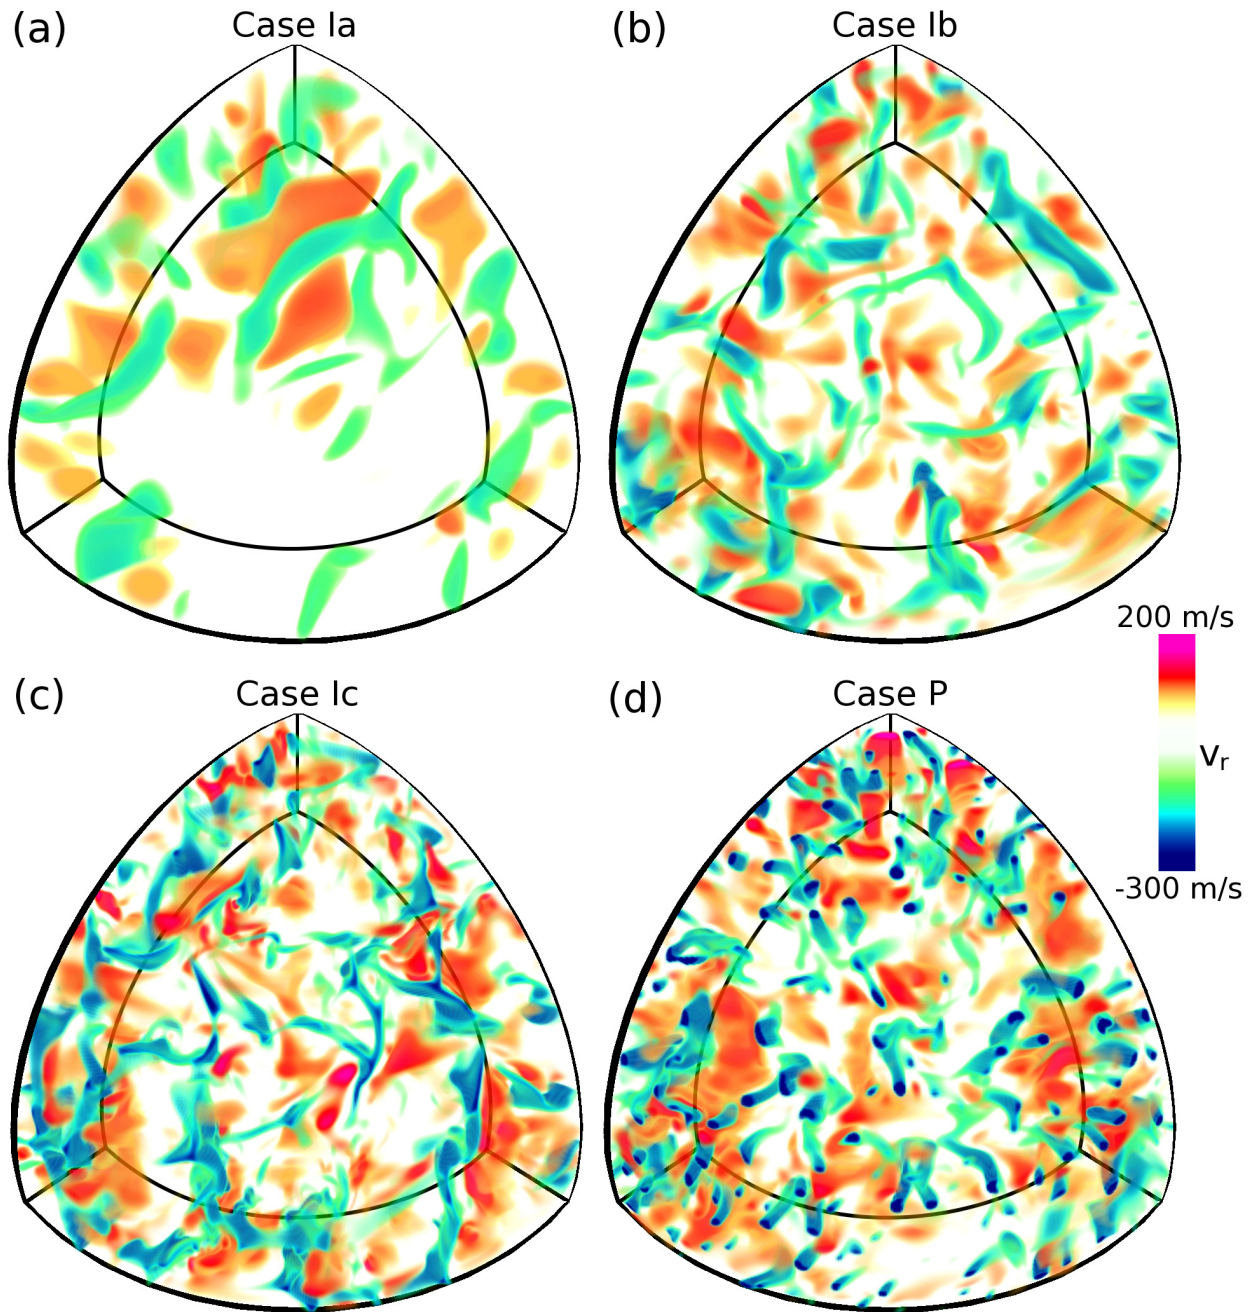 (a)
Case Ia
(b)
Case Ib
200 m/s
vr
-300 m/s
(c)
Case Ic
(d)
Case P